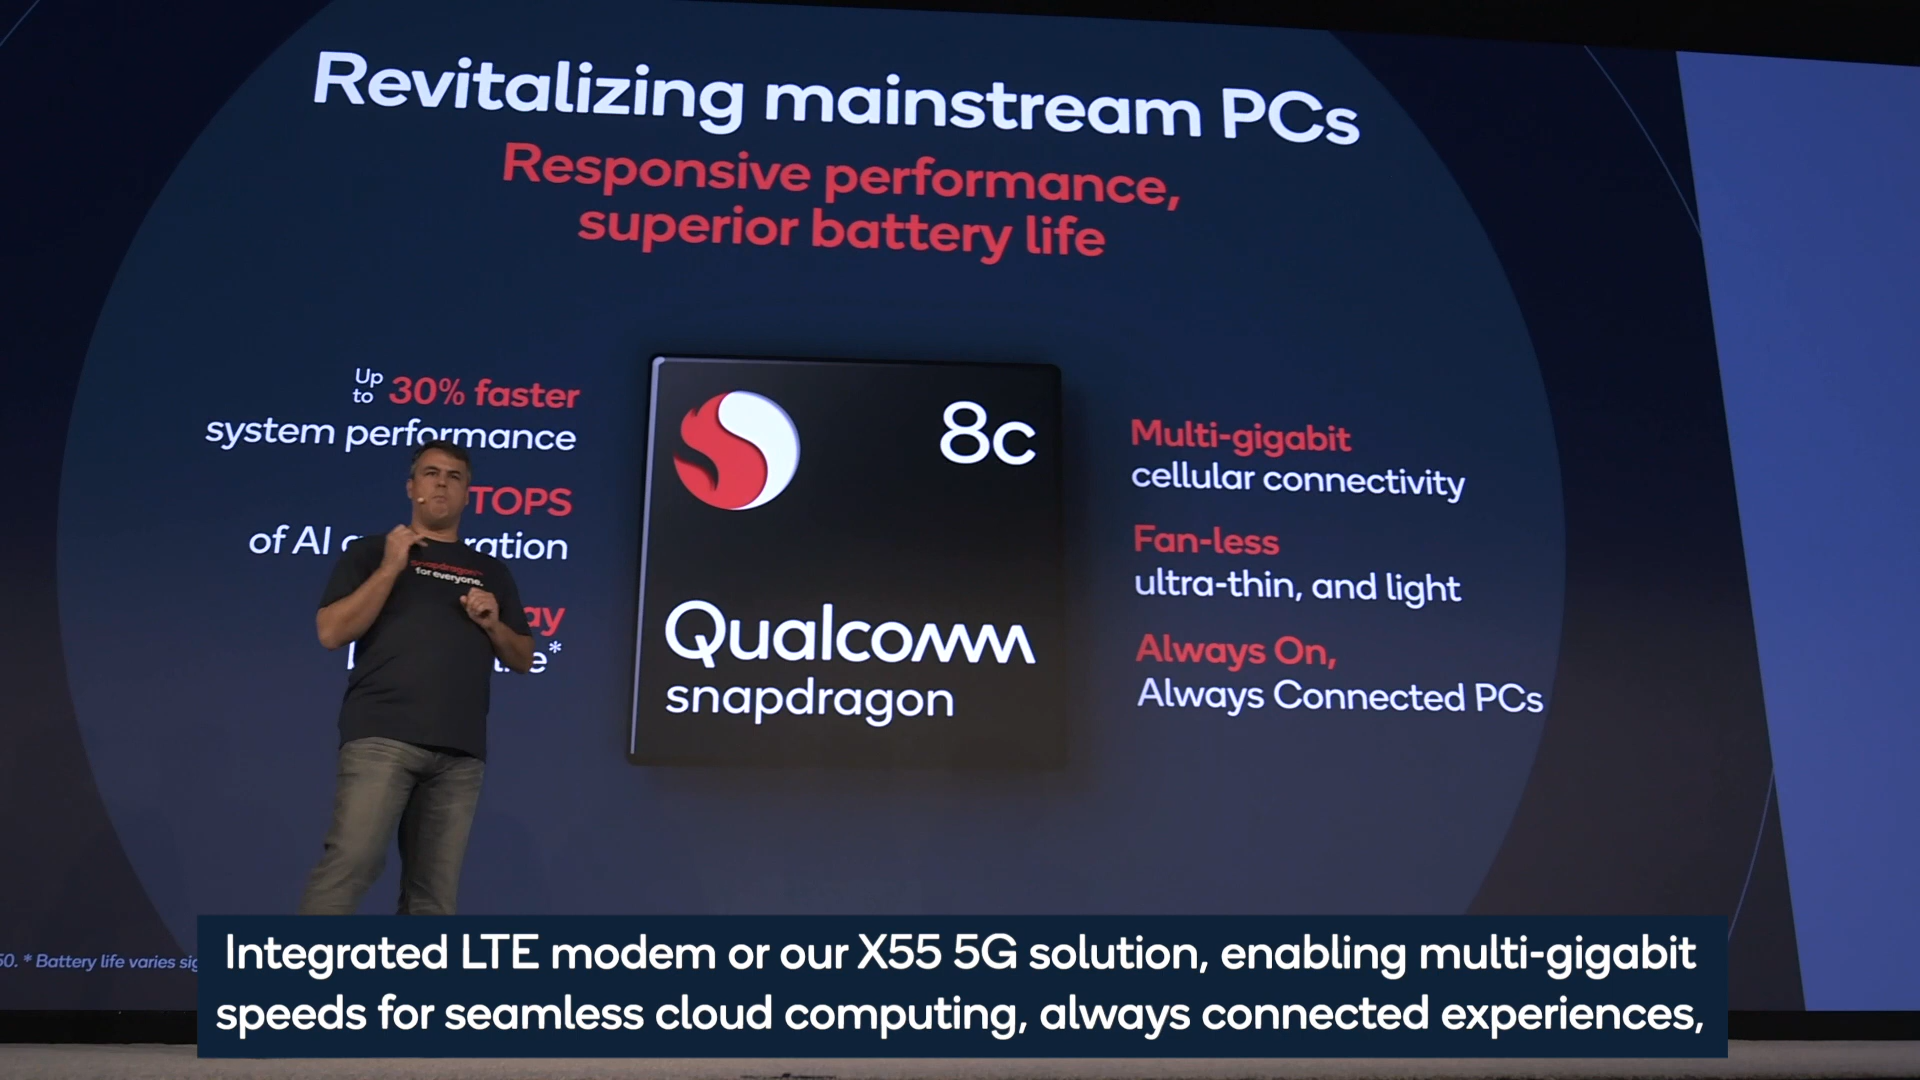 Revitalizing mainstream PCs
Responsive performance,
superior battery life
Up to 30% faster
system performance
TOPS
of AI
Multi-gigabit
cellular connectivity
Fan-less
ultra-thin, and light
Always On,
Always Connected PCs
8c
Qualcomm
snapdragon
snapdragon
for everyone.
* Battery life varies
Integrated LTE modem or our X55 5G solution, enabling multi-gigabit
speeds for seamless cloud computing, always connected experiences,